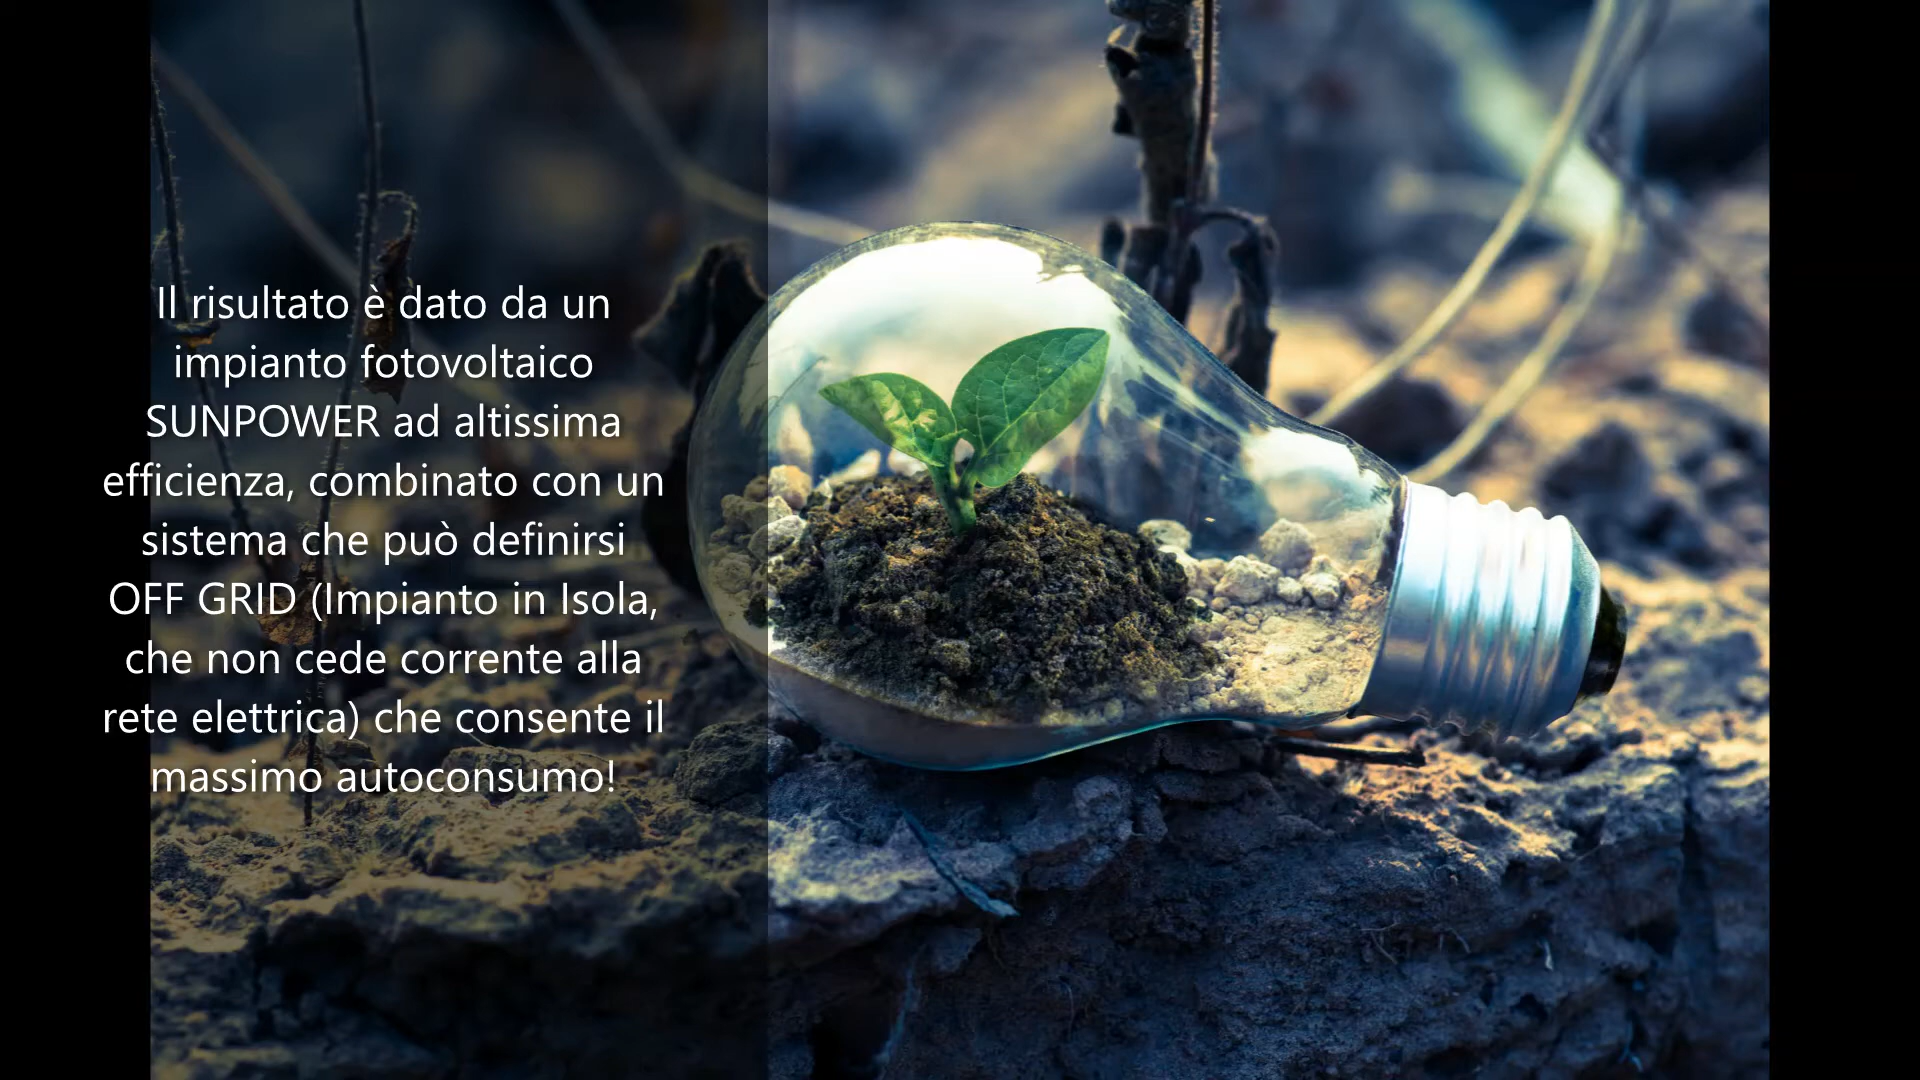 Il risultato è dato da un
impianto fotovoltaico
SUNPOWER ad altissima
efficienza, combinato con un
sistema che può definirsi
OFF GRID (Impianto in Isola,
che non cede corrente alla
rete elettrica) che consente il
massimo autoconsumo!